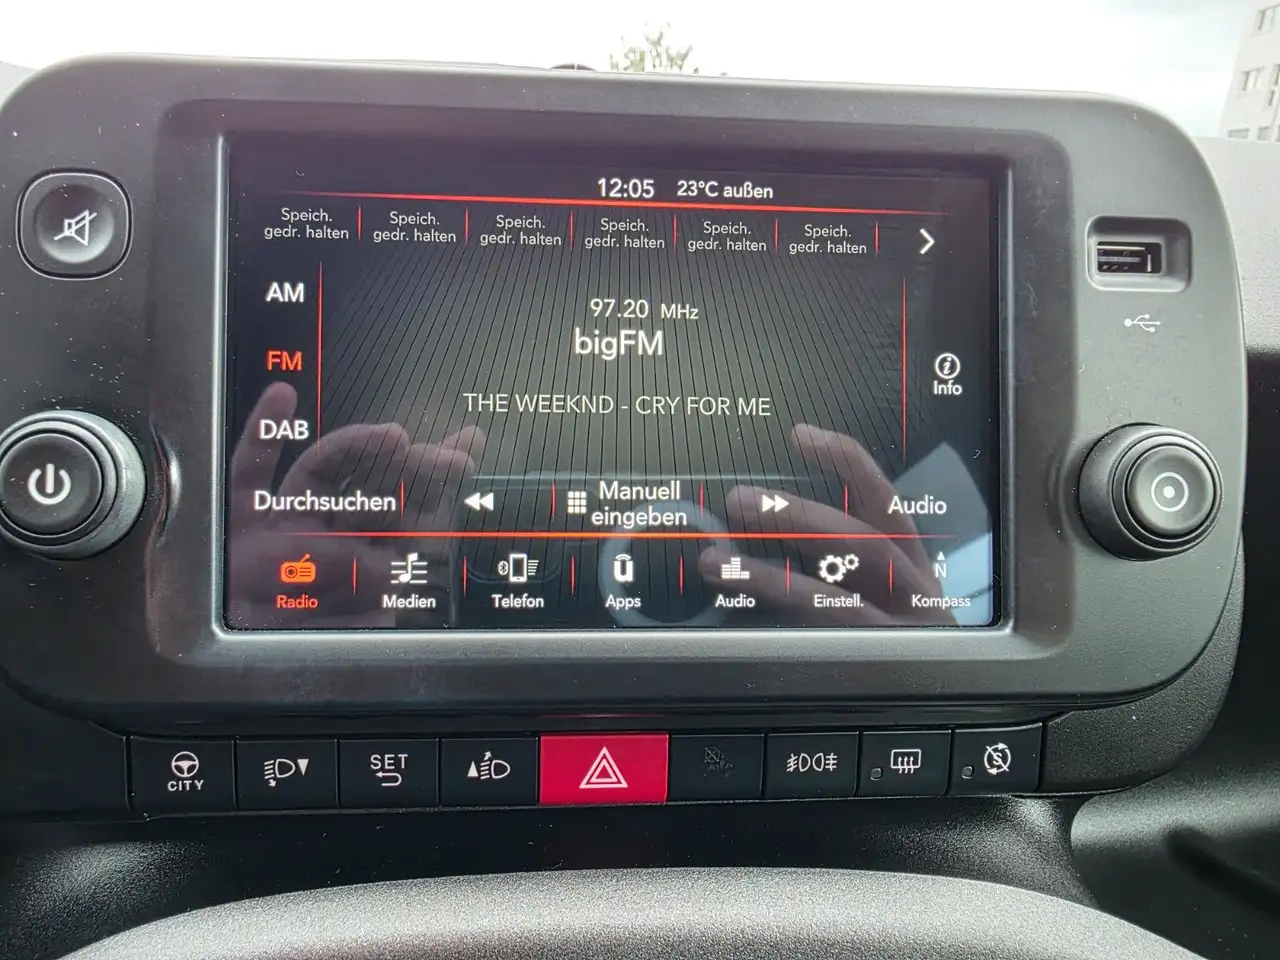 12:05 23°C außen
Speich. Speich. Speich. Speich. Speich. Speich.
gedr. halten gedr. halten gedr. halten gedr. halten gedr. halten gedr. halten
AM
97.20 MHz
bigFM
FM
Info
THE WEEKND - CRY FOR ME
DAB
Durchsuchen
Manuell
eingeben
Audio
N
Radio Medien Telefon Apps Audio Einstell. Kompass
CITY
SET
S